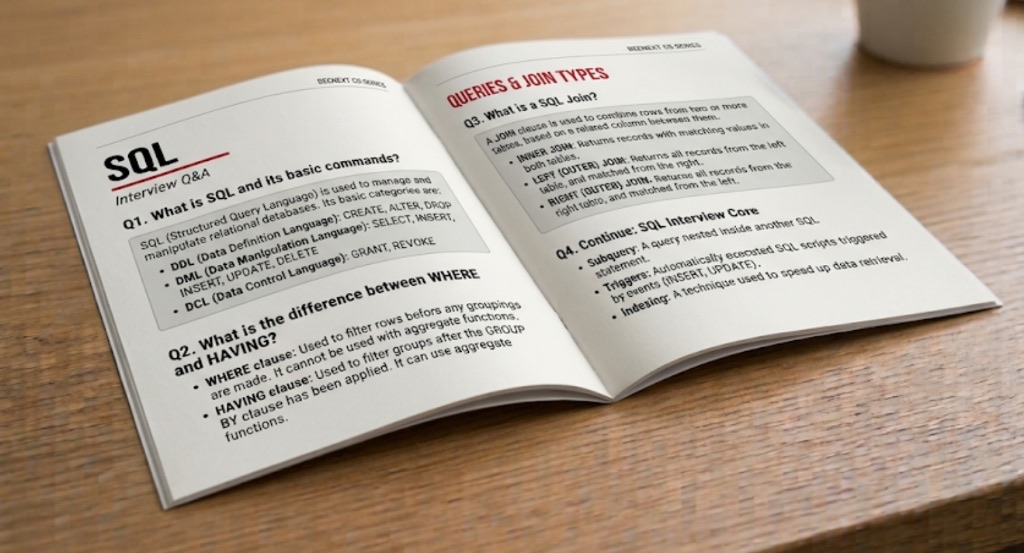 SQL
Interview Q&A
Q1. What is SQL and its basic commands?
SQL (Structured Query Language) is used to manage and
manipulate relational databases. Its basic categories are:
• DDL (Data Definition Language): CREATE, ALTER, DROP
• DML (Data Manipulation Language): SELECT, INSERT,
INSERT, UPDATE, DELETE
• DCL (Data Control Language): GRANT, REVOKE
Q2. What is the difference between WHERE
and HAVING?
• WHERE clause: Used to filter rows befors any groupings
are made. It cannot be used with aggregate functions.
• HAVING clause: Used to filter groups after the GROUP
BY clause has been applied. It can use aggregate
functions.
QUERIES & JOIN TYPES
Q3. What is a SQL Join?
A JOIN clause is used to combine rows from two or more
tables, based on a related column between them.
• INNER JOIN: Returns records with matching values in
both tables.
• LEFT (OUTER) JOIN: Returns all records from the left
table, and matched from the right.
• RIGHT (OUTER) JOIN: Returns all records from the
right table, and matched from the left.
Q4. Continue: SQL Interview Core
• Subquery: A query nested inside another SQL
statement.
• Triggers: Automatically executed SQL scripts triggered
by events (INSERT, UPDATE).
• Indexing: A technique used to speed up data retrieval.